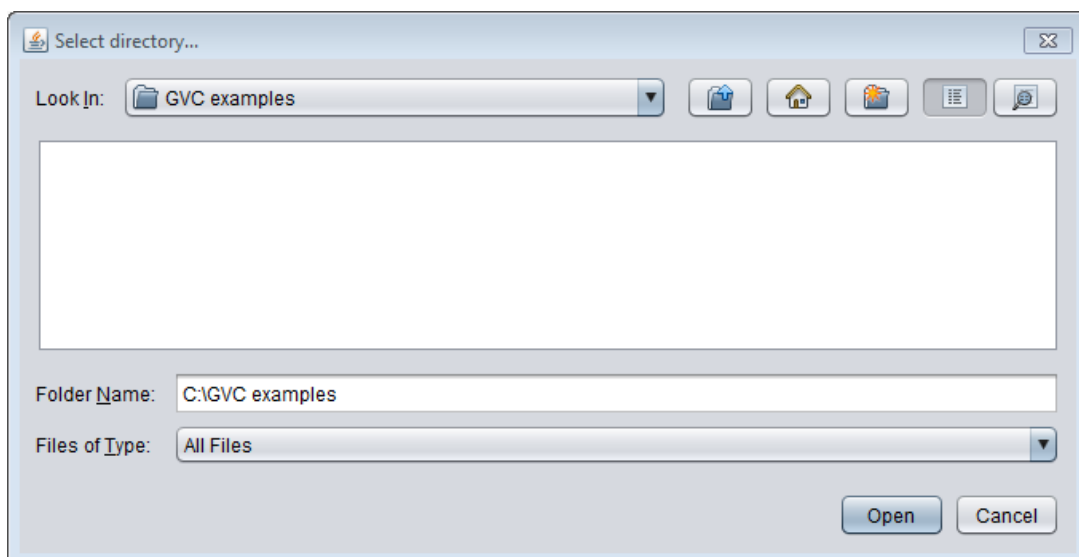 Select directory...
Look In: GVC examples
Folder Name: C:\GVC examples
Files of Type: All Files
Open Cancel